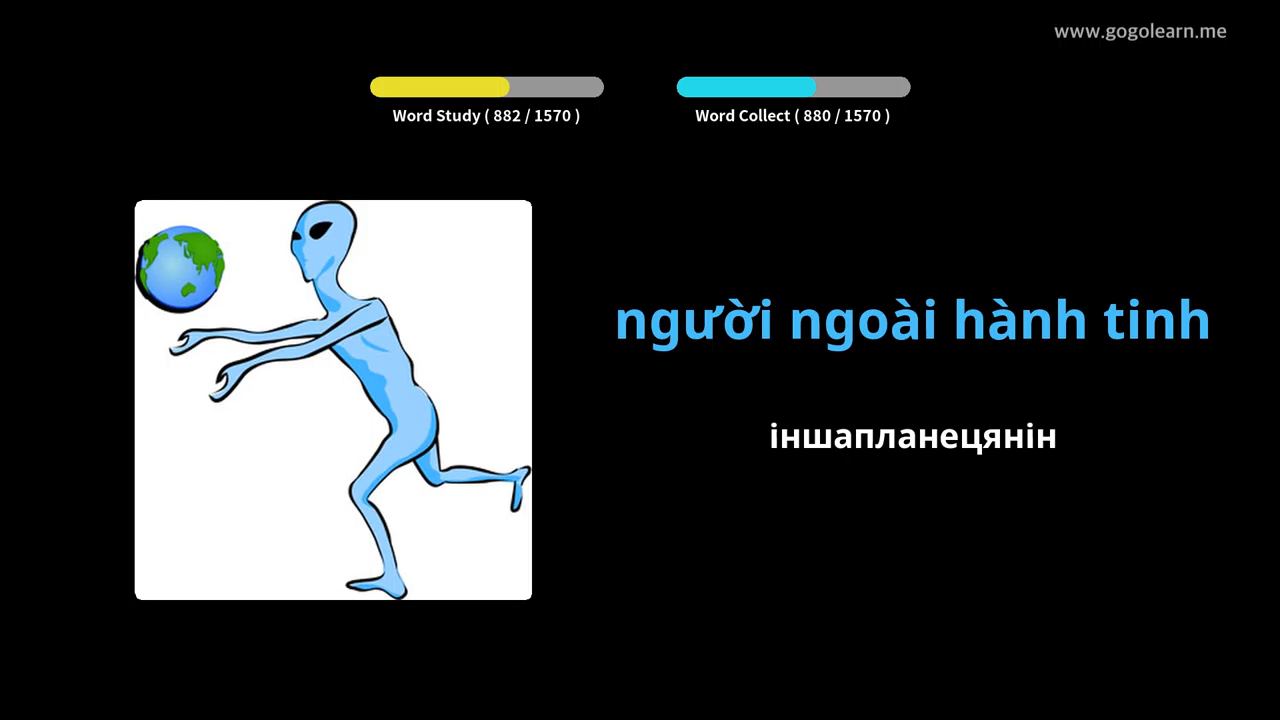 www.gogolearn.me
Word Study ( 882 / 1570 )
Word Collect ( 880 / 1570 )
người ngoài hành tinh
іншапланецянін